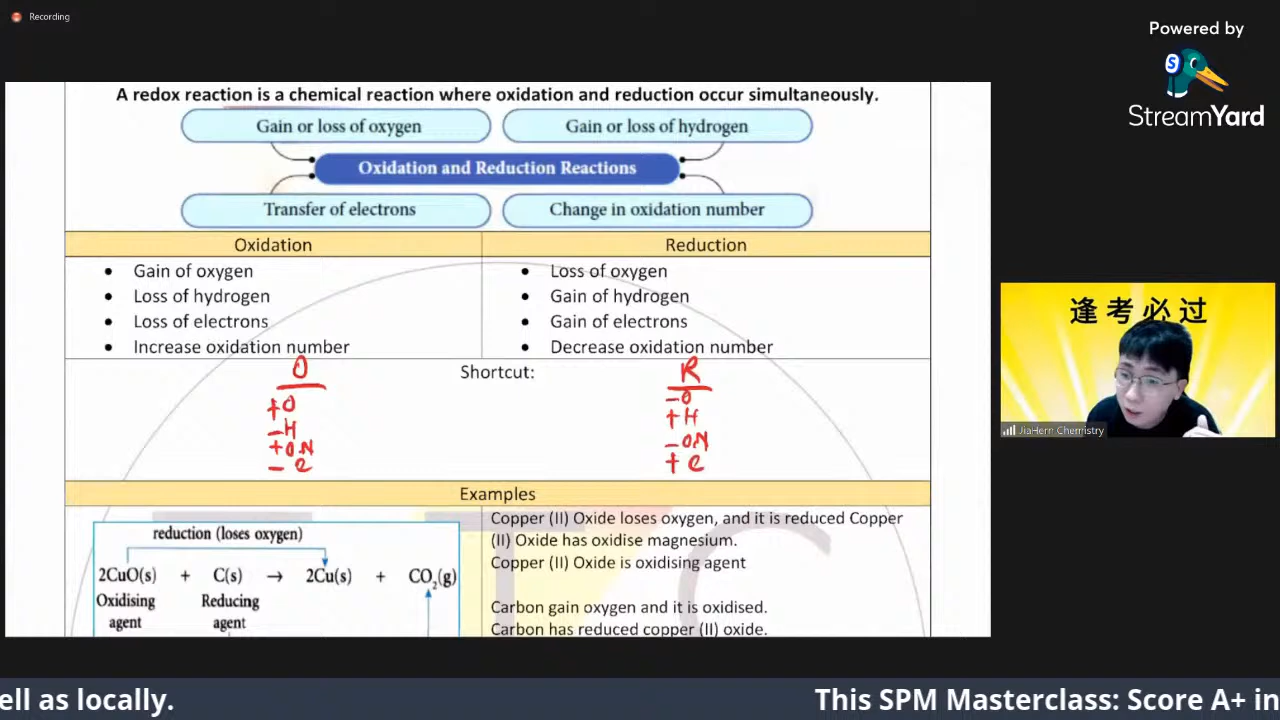 Recording
Powered by
StreamYard
A redox reaction is a chemical reaction where oxidation and reduction occur simultaneously.
Gain or loss of oxygen
Gain or loss of hydrogen
Oxidation and Reduction Reactions
Transfer of electrons
Change in oxidation number
Oxidation
Reduction
• Gain of oxygen
• Loss of hydrogen
• Loss of electrons
• Increase oxidation number
• Loss of oxygen
• Gain of hydrogen
• Gain of electrons
• Decrease oxidation number
Shortcut:
O
+O
-H
+O.N
- e
R
-O
+H
-O.N
+ e
Examples
reduction (loses oxygen)
2CuO(s) + C(s) → 2Cu(s) + CO₂(g)
Oxidising Reducing
agent agent
Copper (II) Oxide loses oxygen, and it is reduced Copper
(II) Oxide has oxidise magnesium.
Copper (II) Oxide is oxidising agent
Carbon gain oxygen and it is oxidised.
Carbon has reduced copper (II) oxide.
逢考必过
JiaHern Chemistry
ell as locally.
This SPM Masterclass: Score A+ in